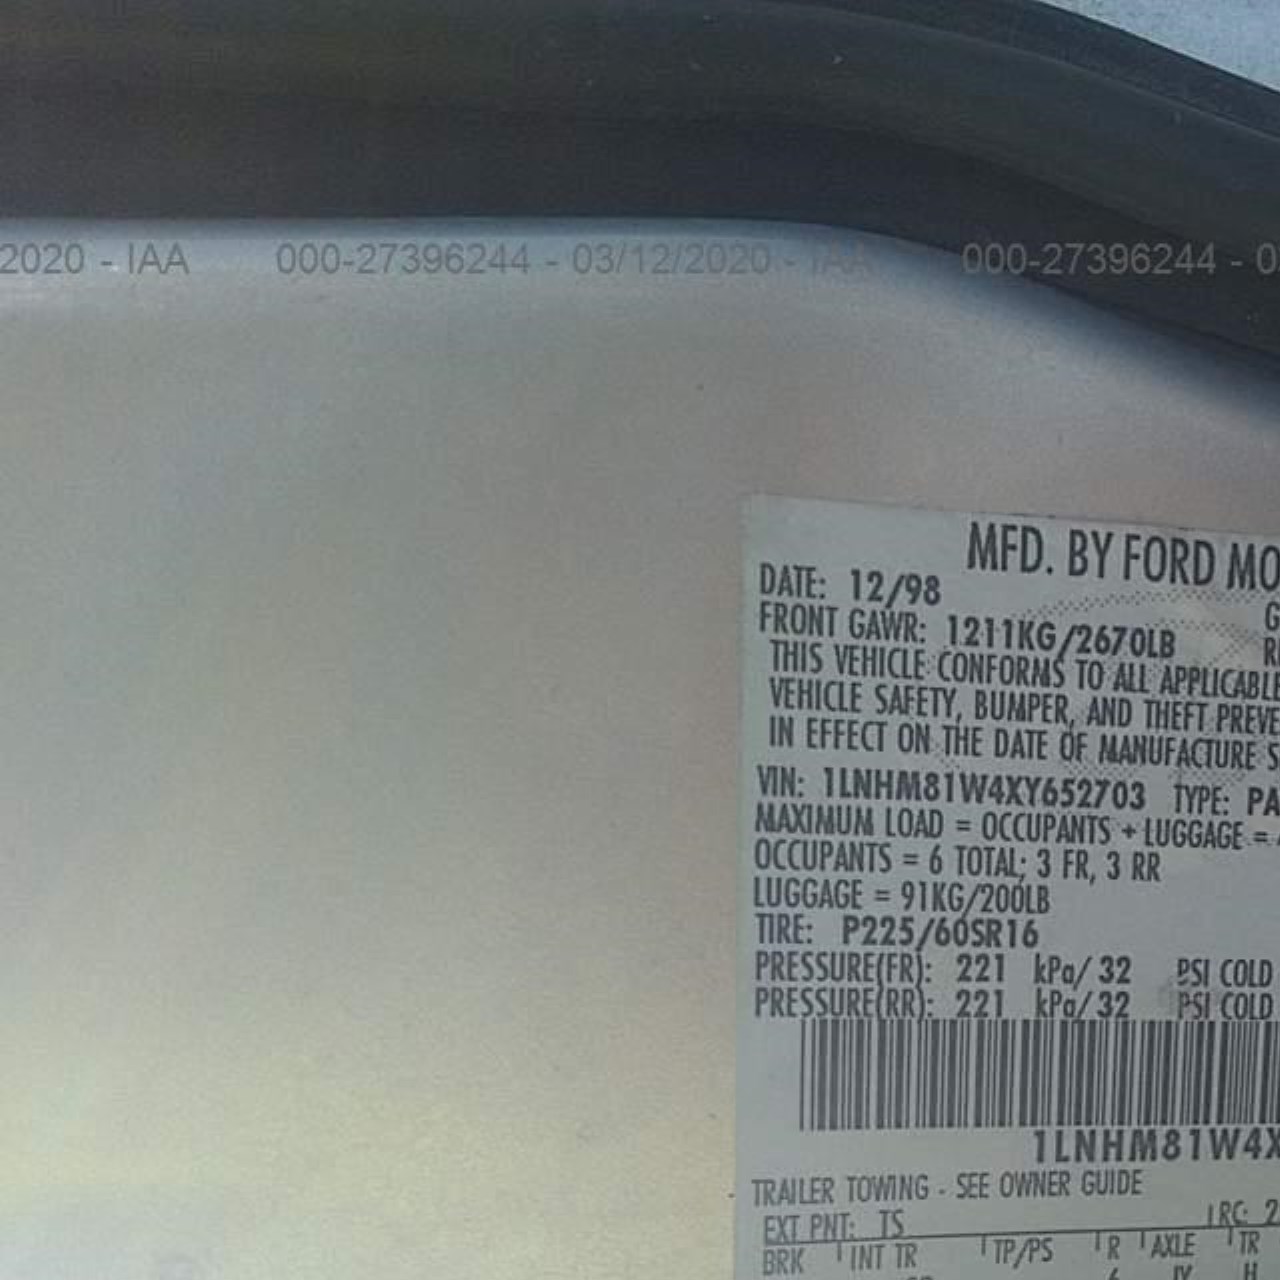 2020 - IAA 000-27396244 - 03/12/2020 - IAA 000-27396244 - 0
MFD. BY FORD MO
DATE: 12/98 G
FRONT GAWR: 1211KG/2670LB R
THIS VEHICLE CONFORMS TO ALL APPLICABLE
VEHICLE SAFETY, BUMPER, AND THEFT PREVE
IN EFFECT ON THE DATE OF MANUFACTURE S
VIN: 1LNHM81W4XY652703 TYPE: PA
MAXIMUM LOAD = OCCUPANTS + LUGGAGE =
OCCUPANTS = 6 TOTAL; 3 FR, 3 RR
LUGGAGE = 91KG/200LB
TIRE: P225/60SR16
PRESSURE(FR): 221 kPa/ 32 PSI COLD
PRESSURE(RR): 221 kPa/ 32 PSI COLD
1LNHM81W4X
TRAILER TOWING - SEE OWNER GUIDE
EXT PNT: TS RC: 2
BRK INT TR TP/PS R AXLE TR